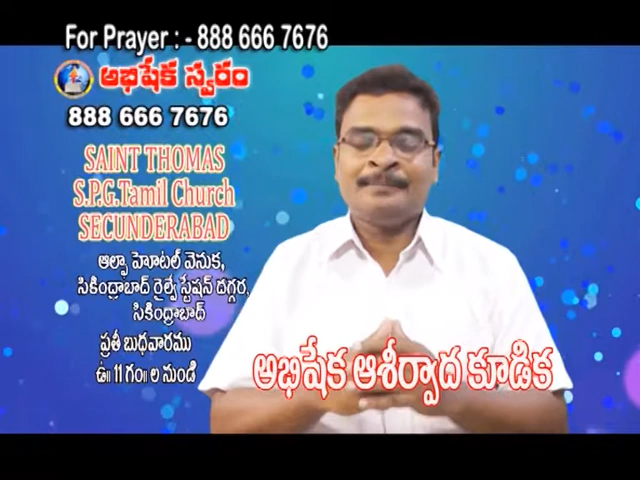 For Prayer : - 888 666 7676
అభిషేక స్వరం
888 666 7676
SAINT THOMAS
S.P.G.Tamil Church
SECUNDERABAD
ఆల్ఫా హెూటల్ వెనుక,
సికింద్రాబాద్ రైల్వే స్టేషన్ దగ్గర,
సికింద్రాబాద్
ప్రతీ బుధవారము
ఉ॥ 11 గం॥ ల నుండి
అభిషేక ఆశీర్వాద కూడిక